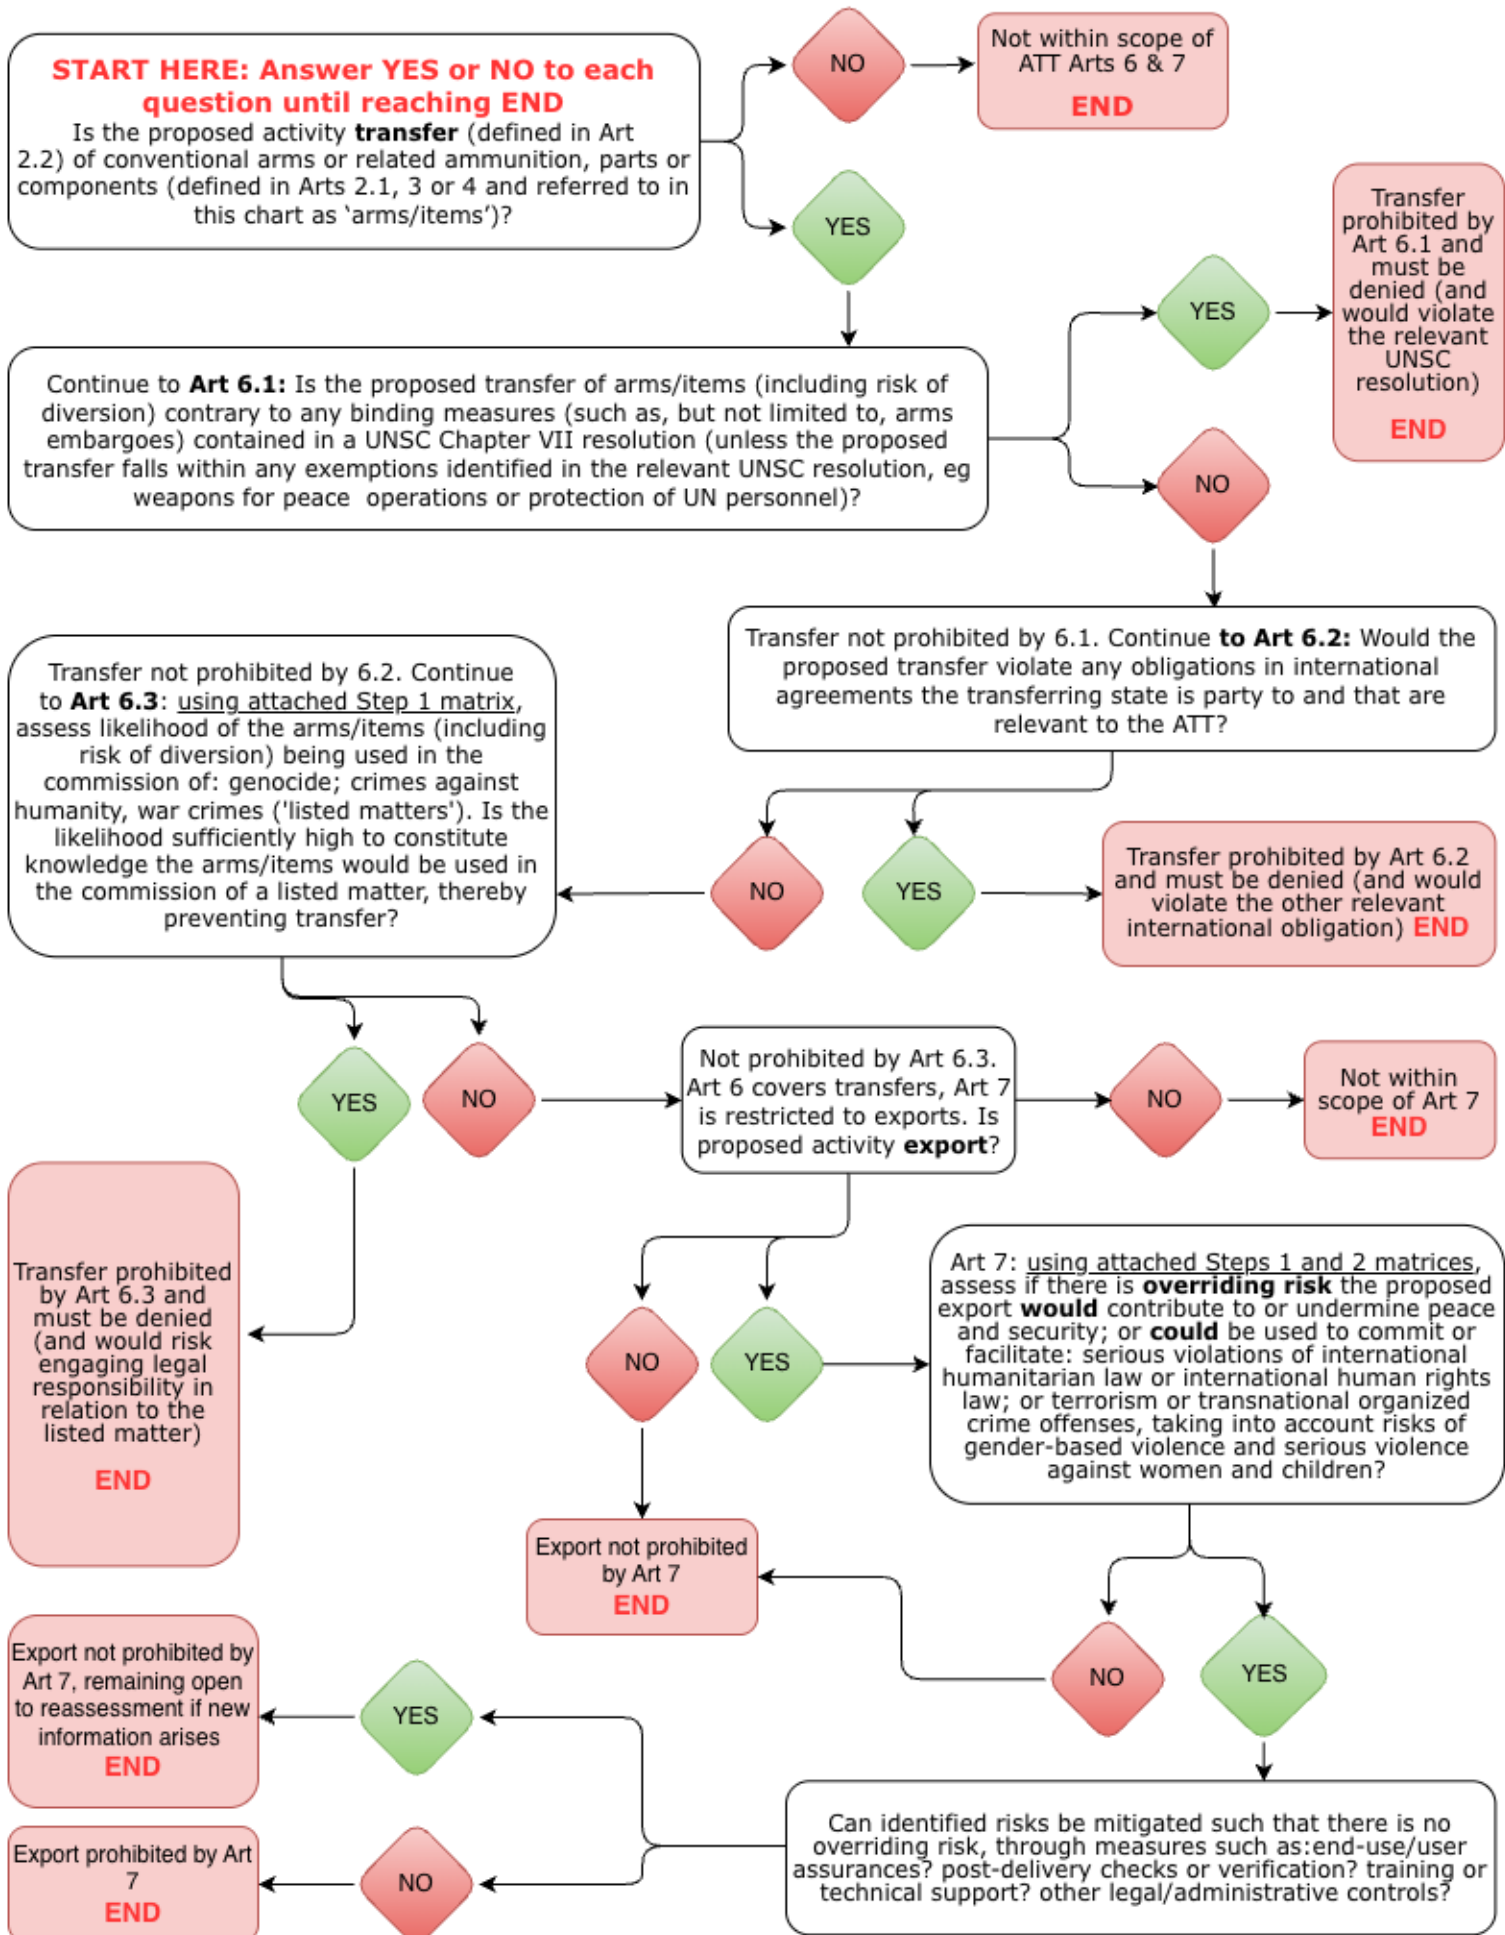 START HERE: Answer YES or NO to each
question until reaching END
Is the proposed activity transfer (defined in Art
2.2) of conventional arms or related ammunition, parts or
components (defined in Arts 2.1, 3 or 4 and referred to in
this chart as ‘arms/items’)?
NO
Not within scope of
ATT Arts 6 & 7
END
YES
Continue to Art 6.1: Is the proposed transfer of arms/items (including risk of
diversion) contrary to any binding measures (such as, but not limited to, arms
embargoes) contained in a UNSC Chapter VII resolution (unless the proposed
transfer falls within any exemptions identified in the relevant UNSC resolution, eg
weapons for peace operations or protection of UN personnel)?
YES
Transfer
prohibited by
Art 6.1 and
must be
denied (and
would violate
the relevant
UNSC
resolution)
END
NO
Transfer not prohibited by 6.1. Continue to Art 6.2: Would the
proposed transfer violate any obligations in international
agreements the transferring state is party to and that are
relevant to the ATT?
NO
YES
Transfer prohibited by Art 6.2
and must be denied (and would
violate the other relevant
international obligation) END
Transfer not prohibited by 6.2. Continue
to Art 6.3: using attached Step 1 matrix,
assess likelihood of the arms/items (including
risk of diversion) being used in the
commission of: genocide; crimes against
humanity, war crimes ('listed matters'). Is the
likelihood sufficiently high to constitute
knowledge the arms/items would be used in
the commission of a listed matter, thereby
preventing transfer?
YES
NO
Transfer prohibited
by Art 6.3 and
must be denied
(and would risk
engaging legal
responsibility in
relation to the
listed matter)
END
Not prohibited by Art 6.3.
Art 6 covers transfers, Art 7
is restricted to exports. Is
proposed activity export?
NO
Not within
scope of Art 7
END
NO
YES
Art 7: using attached Steps 1 and 2 matrices,
assess if there is overriding risk the proposed
export would contribute to or undermine peace
and security; or could be used to commit or
facilitate: serious violations of international
humanitarian law or international human rights
law; or terrorism or transnational organized
crime offenses, taking into account risks of
gender-based violence and serious violence
against women and children?
Export not prohibited
by Art 7
END
NO
YES
Can identified risks be mitigated such that there is no
overriding risk, through measures such as:end-use/user
assurances? post-delivery checks or verification? training or
technical support? other legal/administrative controls?
YES
Export not prohibited by
Art 7, remaining open
to reassessment if new
information arises
END
NO
Export prohibited by Art
7
END